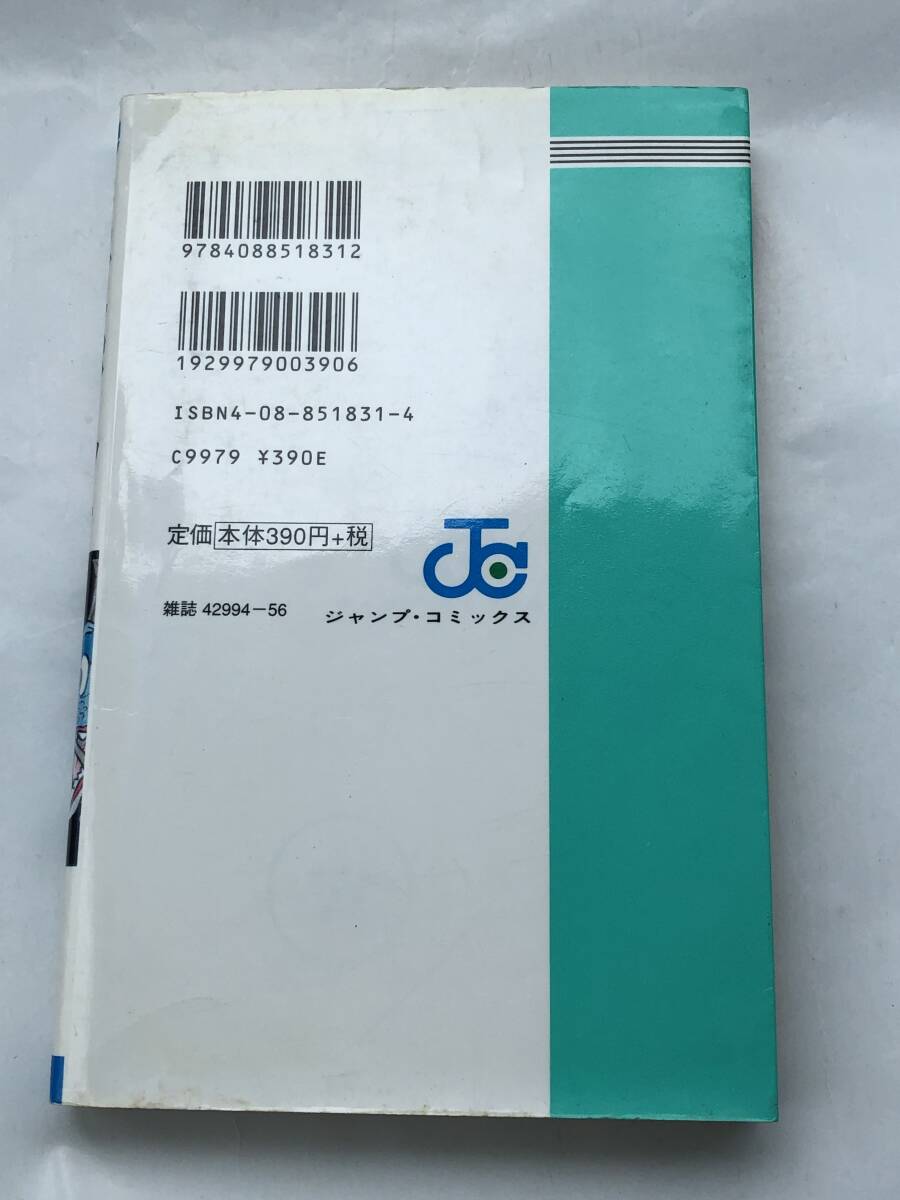 9784088518312
1929979003906
ISBN4-08-851831-4
C9979 ¥390E
定価 本体390円+税
雑誌 42994-56
JC
ジャンプ・コミックス